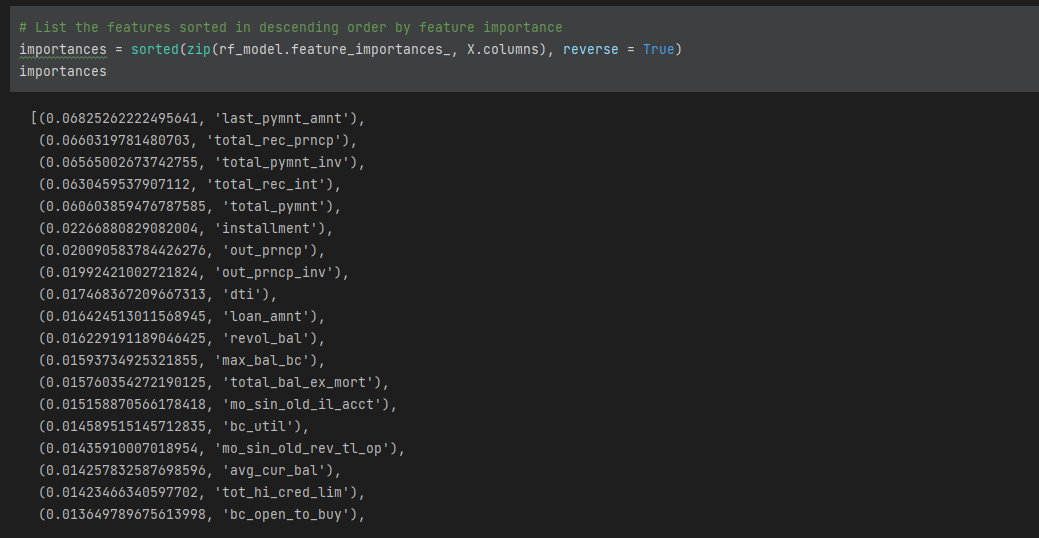 # List the features sorted in descending order by feature importance
importances = sorted(zip(rf_model.feature_importances_, X.columns), reverse = True)
importances
[(0.06825262222495641, 'last_pymnt_amnt'),
(0.0660319781480703, 'total_rec_prncp'),
(0.06565002673742755, 'total_pymnt_inv'),
(0.0630459537907112, 'total_rec_int'),
(0.060603859476787585, 'total_pymnt'),
(0.02266880829082004, 'installment'),
(0.020090583784426276, 'out_prncp'),
(0.01992421002721824, 'out_prncp_inv'),
(0.017468367209667313, 'dti'),
(0.016424513011568945, 'loan_amnt'),
(0.016229191189046425, 'revol_bal'),
(0.01593734925321855, 'max_bal_bc'),
(0.015760354272190125, 'total_bal_ex_mort'),
(0.015158870566178418, 'mo_sin_old_il_acct'),
(0.014589515145712835, 'bc_util'),
(0.01435910007018954, 'mo_sin_old_rev_tl_op'),
(0.014257832587698596, 'avg_cur_bal'),
(0.01423466340597702, 'tot_hi_cred_lim'),
(0.013649789675613998, 'bc_open_to_buy'),